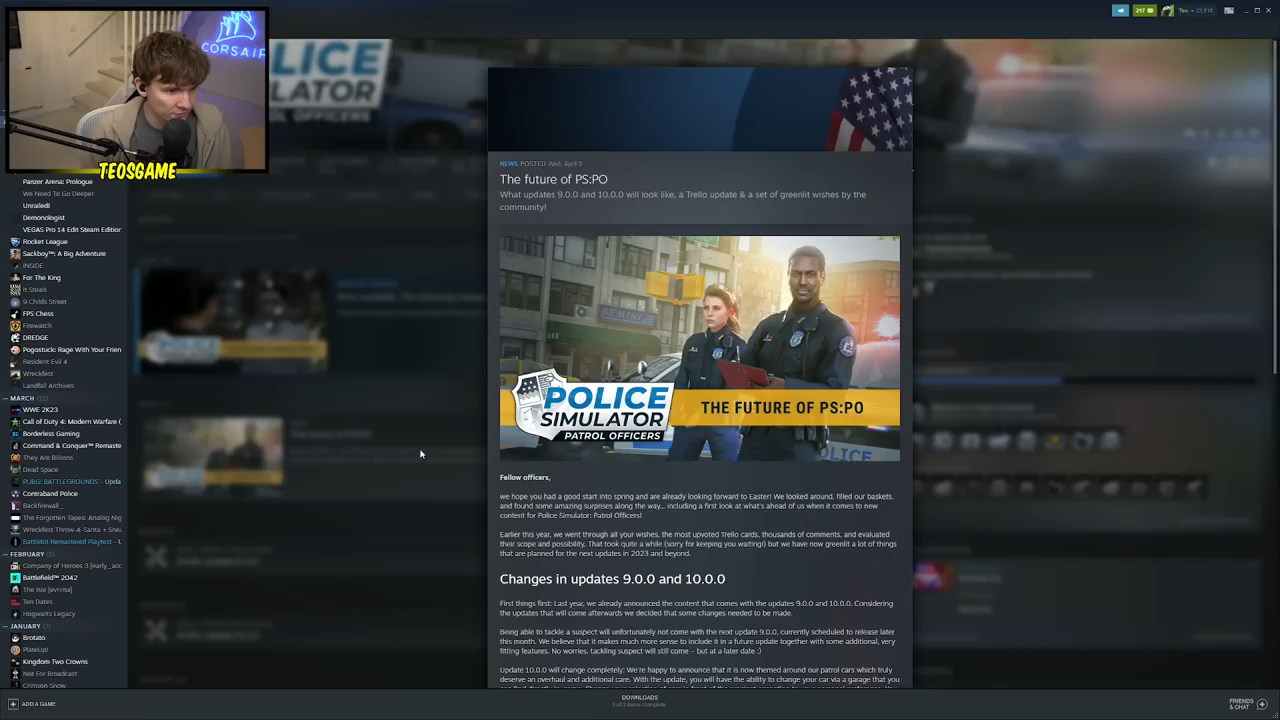 CORSAIR
TEOSGAME
217
Teo
23,81€
LICE
ULATOR
OL OFFICERS
Panzer Arena: Prologue
We Need To Go Deeper
Unrailed!
Demonologist
VEGAS Pro 14 Edit Steam Edition
Rocket League
Sackboy™: A Big Adventure
INSIDE
For The King
It Steals
9 Childs Street
FPS Chess
Firewatch
DREDGE
Pogostuck: Rage With Your Frien
Resident Evil 4
Wreckfest
Landfall Archives
MARCH (12)
WWE 2K23
Call of Duty 4: Modern Warfare (
Borderless Gaming
Command & Conquer™ Remaste
They Are Billions
Dead Space
PUBG: BATTLEGROUNDS - Upda
Contraband Police
Backfirewall_
The Forgotten Tapes: Analog Nig
Wreckfest Throw-A-Santa + Snea
BattleBit Remastered Playtest - U
FEBRUARY (5)
Company of Heroes 3 [early_acc
Battlefield™ 2042
The Isle [evrima]
Ten Dates
Hogwarts Legacy
JANUARY (7)
Brotato
PlateUp!
Kingdom Two Crowns
Not For Broadcast
Crimson Snow
ADD A GAME
NEWS POSTED: Wed, April 5
The future of PS:PO
What updates 9.0.0 and 10.0.0 will look like, a Trello update & a set of greenlit wishes by the
community!
GEMINI
POLICE
SIMULATOR
PATROL OFFICERS
THE FUTURE OF PS:PO
POLICE
Fellow officers,
we hope you had a good start into spring and are already looking forward to Easter! We looked around, filled our baskets,
and found some amazing surprises along the way... including a first look at what's ahead of us when it comes to new
content for Police Simulator: Patrol Officers!
Earlier this year, we went through all your wishes, the most upvoted Trello cards, thousands of comments, and evaluated
their scope and possibility. That took quite a while (sorry for keeping you waiting!) but we have now greenlit a lot of things
that are planned for the next updates in 2023 and beyond.
Changes in updates 9.0.0 and 10.0.0
First things first: Last year, we already announced the content that comes with the updates 9.0.0 and 10.0.0. Considering
the updates that will come afterwards we decided that some changes needed to be made.
Being able to tackle a suspect will unfortunately not come with the next update 9.0.0, currently scheduled to release later
this month. We believe that it makes much more sense to include it in a future update together with some additional, very
fitting features. No worries, tackling suspect will still come – but at a later date ;)
Update 10.0.0 will change completely: We're happy to announce that it is now themed around our patrol cars which truly
deserve an overhaul and additional care. With the update, you will have the ability to change your car via a garage that you
DOWNLOADS
Items Complete
FRIENDS
& CHAT